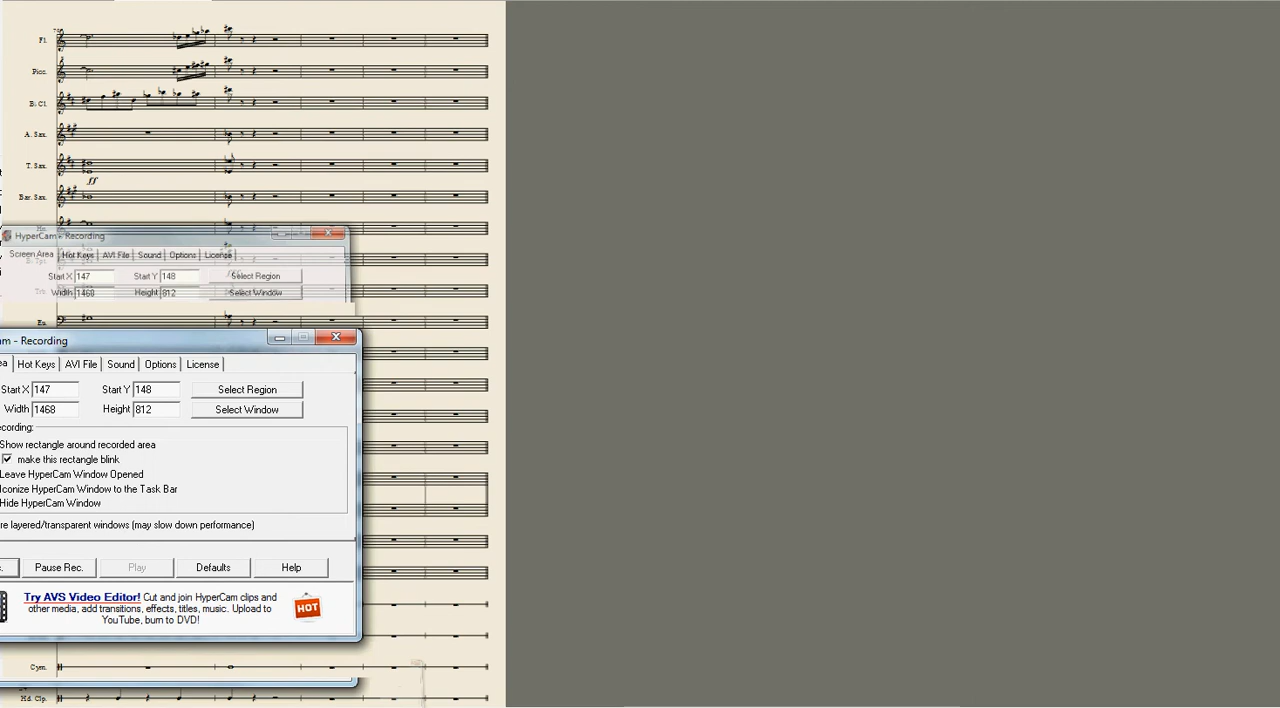 Fl.
Picc.
B♭ Cl.
A. Sax.
T. Sax.
ff
Bar. Sax.
HyperCam - Recording
Screen Area Hot Keys AVI File Sound Options License
Start X 147 Start Y 148 Select Region
Width 1468 Height 812 Select Window
Eu.
m - Recording
ea Hot Keys AVI File Sound Options License
Start X 147 Start Y 148 Select Region
Width 1468 Height 812 Select Window
ecording:
Show rectangle around recorded area
make this rectangle blink
Leave HyperCam Window Opened
Iconize HyperCam Window to the Task Bar
Hide HyperCam Window
re layered/transparent windows (may slow down performance)
Pause Rec. Play Defaults Help
Try AVS Video Editor! Cut and join HyperCam clips and
other media, add transitions, effects, titles, music. Upload to
YouTube, burn to DVD!
HOT
Cym.
Hd. Clp.